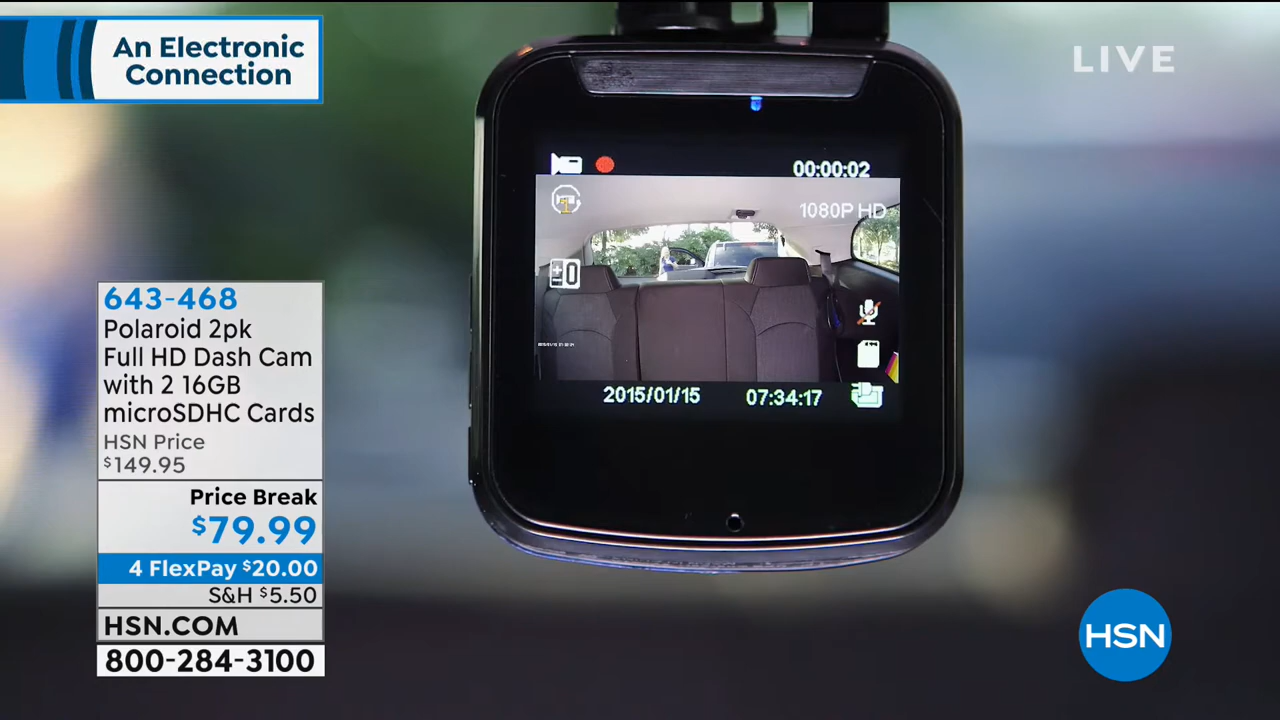 An Electronic
Connection
LIVE
00:00:02
1080P HD
±0
2015/01/15
07:34:17
643-468
Polaroid 2pk
Full HD Dash Cam
with 2 16GB
microSDHC Cards
HSN Price
$149.95
Price Break
$79.99
4 FlexPay $20.00
S&H $5.50
HSN.COM
800-284-3100
HSN